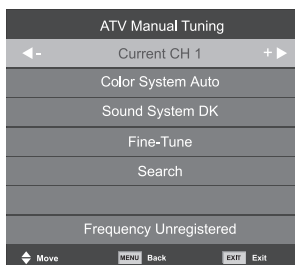 ATV Manual Tuning
- Current CH 1 +
Color System Auto
Sound System DK
Fine-Tune
Search
Frequency Unregistered
Move MENU Back EXIT Exit